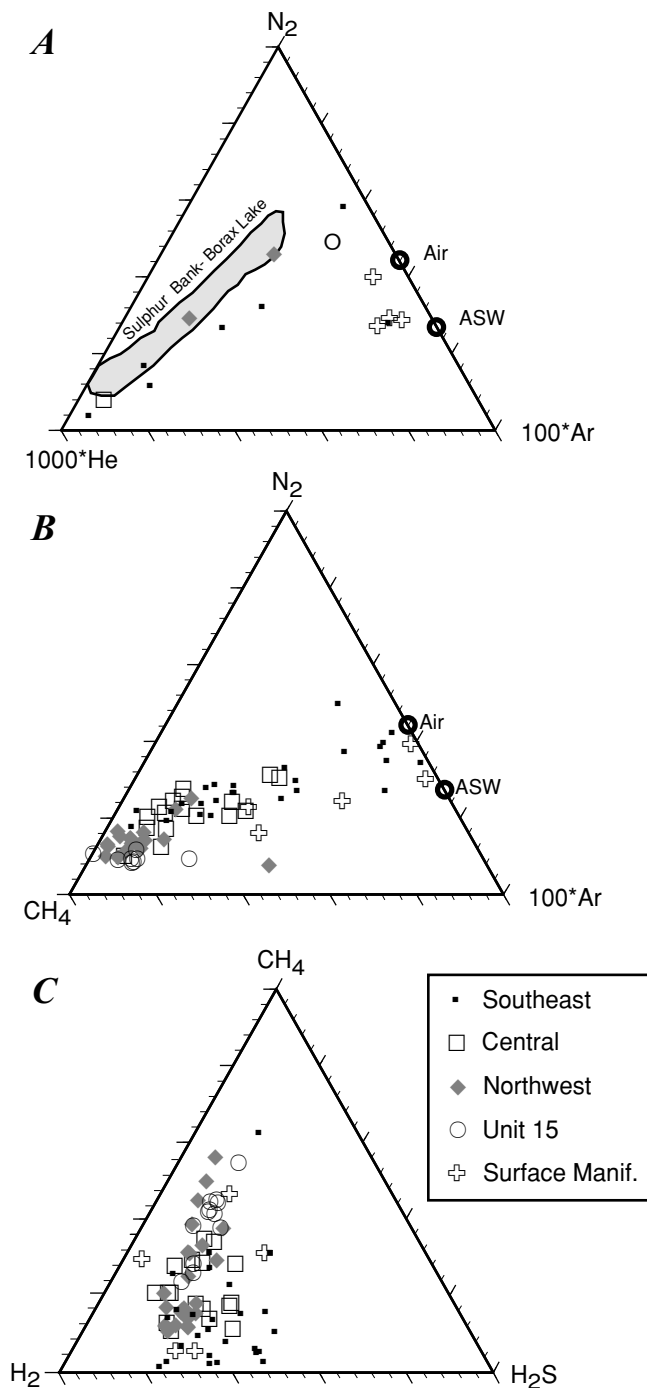 A
N2
Sulphur Bank- Borax Lake
Air
ASW
1000*He
100*Ar
B
N2
Air
ASW
CH4
100*Ar
C
CH4
H2
H2S
Southeast
Central
Northwest
Unit 15
Surface Manif.